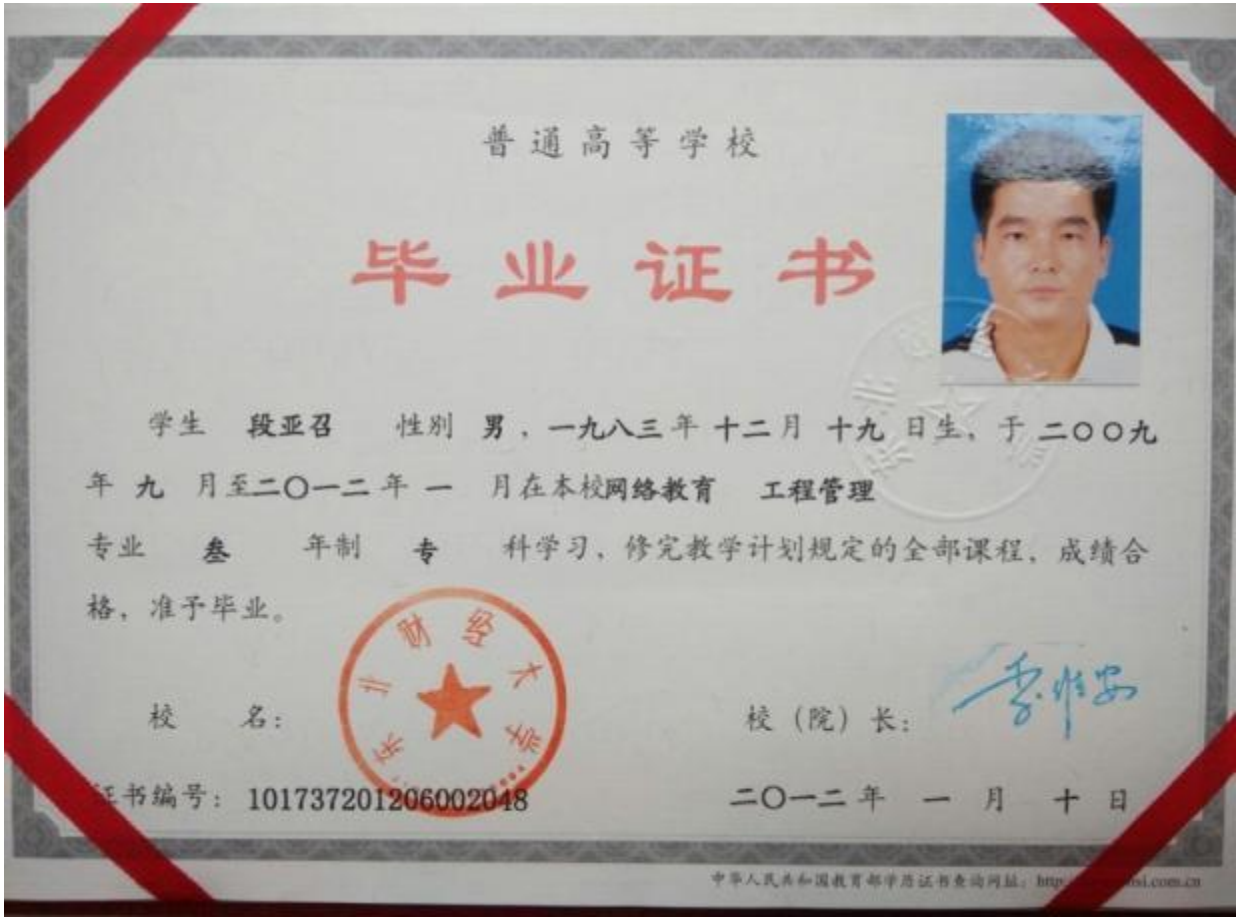 普通高等学校
毕业证书
学生 段亚召 性别 男，一九八三年 十二月 十九 日生，于 二〇〇九
年 九 月至二〇一二年 一 月在本校网络教育 工程管理
专业 叁 年制 专 科学习，修完教学计划规定的全部课程，成绩合
格，准予毕业。
东北财经大学
校 名： 校（院）长：
证书编号：101737201206002048 二〇一二年 一 月 十 日
中华人民共和国教育部学历证书查询网址：http